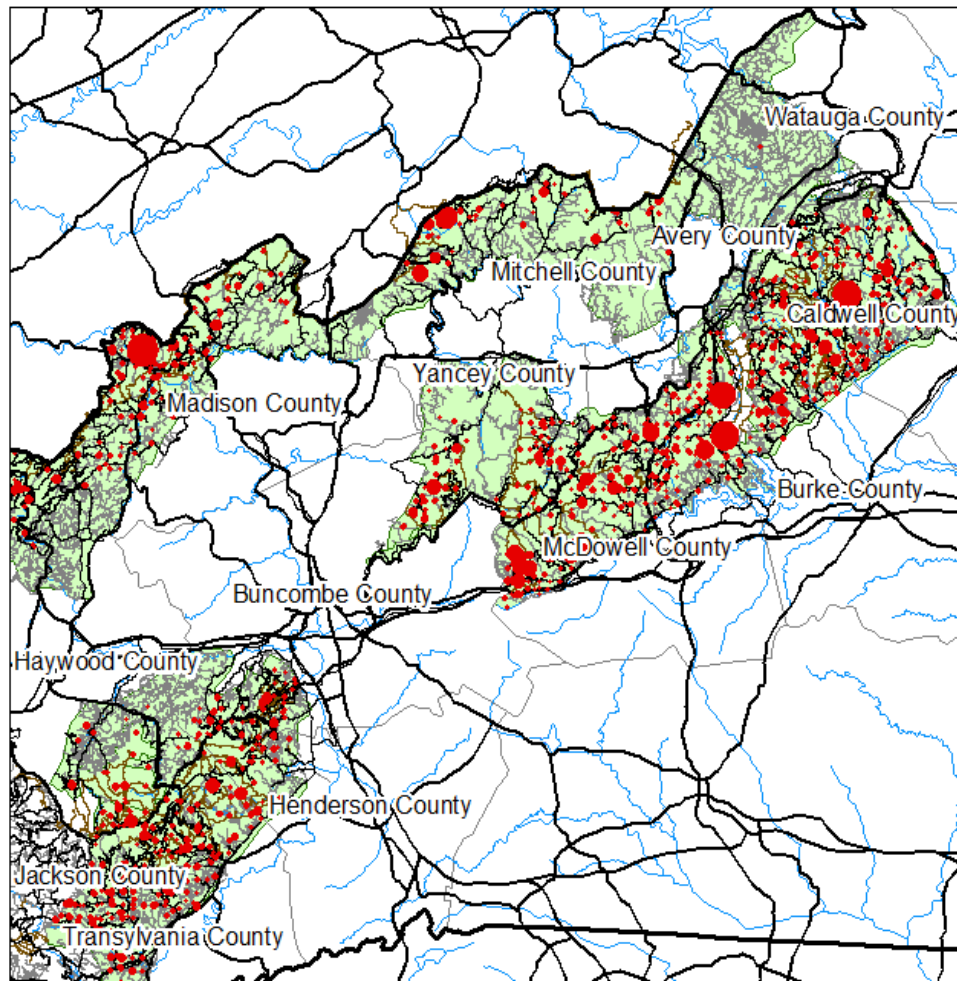 Watauga County
Avery County
Mitchell County
Caldwell County
Yancey County
Madison County
Burke County
McDowell County
Buncombe County
Haywood County
Henderson County
Jackson County
Transylvania County